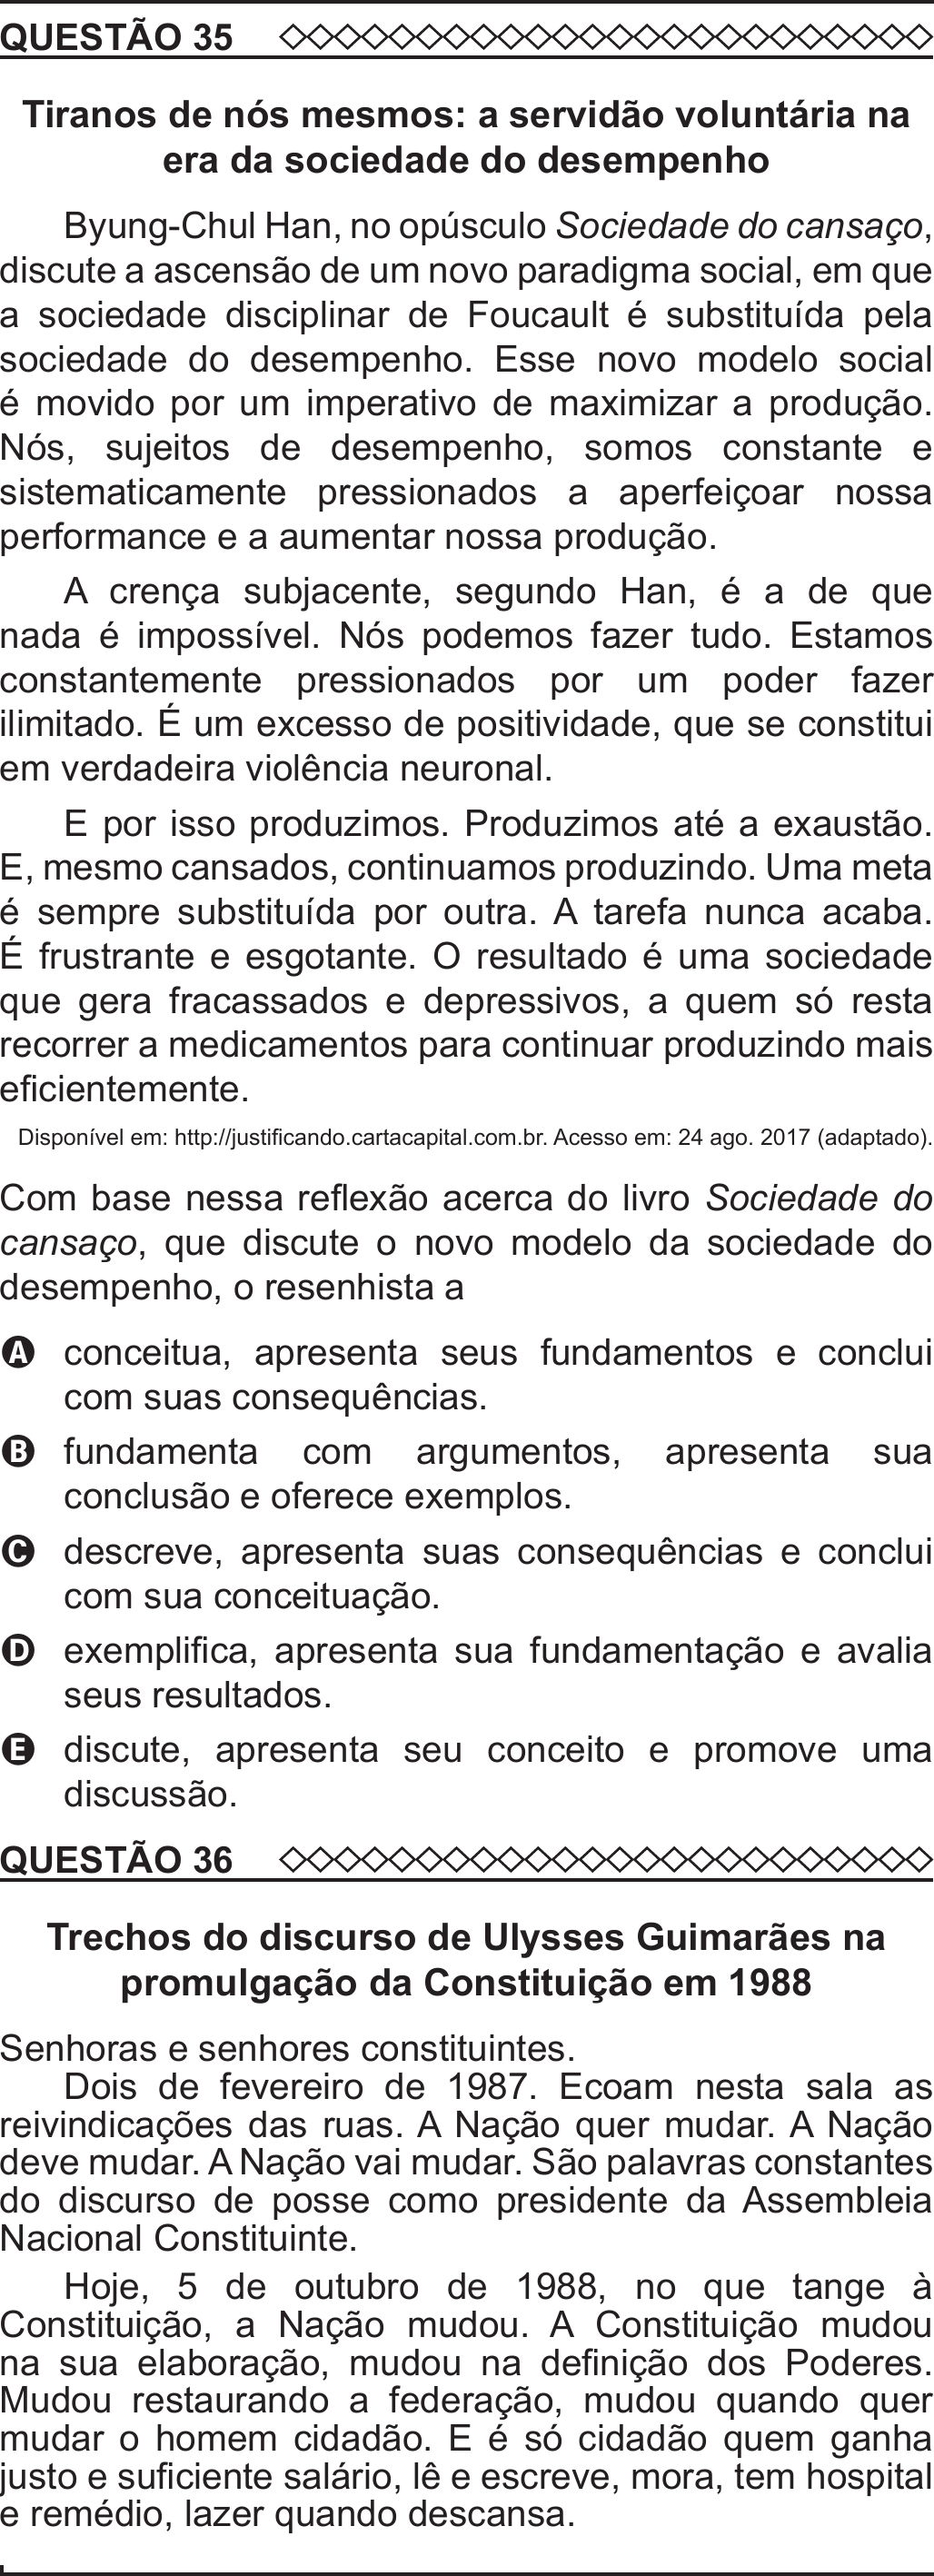 QUESTÃO 35
Tiranos de nós mesmos: a servidão voluntária na
era da sociedade do desempenho
Byung-Chul Han, no opúsculo Sociedade do cansaço,
discute a ascensão de um novo paradigma social, em que
a sociedade disciplinar de Foucault é substituída pela
sociedade do desempenho. Esse novo modelo social
é movido por um imperativo de maximizar a produção.
Nós, sujeitos de desempenho, somos constante e
sistematicamente pressionados a aperfeiçoar nossa
performance e a aumentar nossa produção.
A crença subjacente, segundo Han, é a de que
nada é impossível. Nós podemos fazer tudo. Estamos
constantemente pressionados por um poder fazer
ilimitado. É um excesso de positividade, que se constitui
em verdadeira violência neuronal.
E por isso produzimos. Produzimos até a exaustão.
E, mesmo cansados, continuamos produzindo. Uma meta
é sempre substituída por outra. A tarefa nunca acaba.
É frustrante e esgotante. O resultado é uma sociedade
que gera fracassados e depressivos, a quem só resta
recorrer a medicamentos para continuar produzindo mais
eficientemente.
Disponível em: http://justificando.cartacapital.com.br. Acesso em: 24 ago. 2017 (adaptado).
Com base nessa reflexão acerca do livro Sociedade do
cansaço, que discute o novo modelo da sociedade do
desempenho, o resenhista a
A conceitua, apresenta seus fundamentos e conclui
com suas consequências.
B fundamenta com argumentos, apresenta sua
conclusão e oferece exemplos.
C descreve, apresenta suas consequências e conclui
com sua conceituação.
D exemplifica, apresenta sua fundamentação e avalia
seus resultados.
E discute, apresenta seu conceito e promove uma
discussão.
QUESTÃO 36
Trechos do discurso de Ulysses Guimarães na
promulgação da Constituição em 1988
Senhoras e senhores constituintes.
Dois de fevereiro de 1987. Ecoam nesta sala as
reivindicações das ruas. A Nação quer mudar. A Nação
deve mudar. A Nação vai mudar. São palavras constantes
do discurso de posse como presidente da Assembleia
Nacional Constituinte.
Hoje, 5 de outubro de 1988, no que tange à
Constituição, a Nação mudou. A Constituição mudou
na sua elaboração, mudou na definição dos Poderes.
Mudou restaurando a federação, mudou quando quer
mudar o homem cidadão. E é só cidadão quem ganha
justo e suficiente salário, lê e escreve, mora, tem hospital
e remédio, lazer quando descansa.